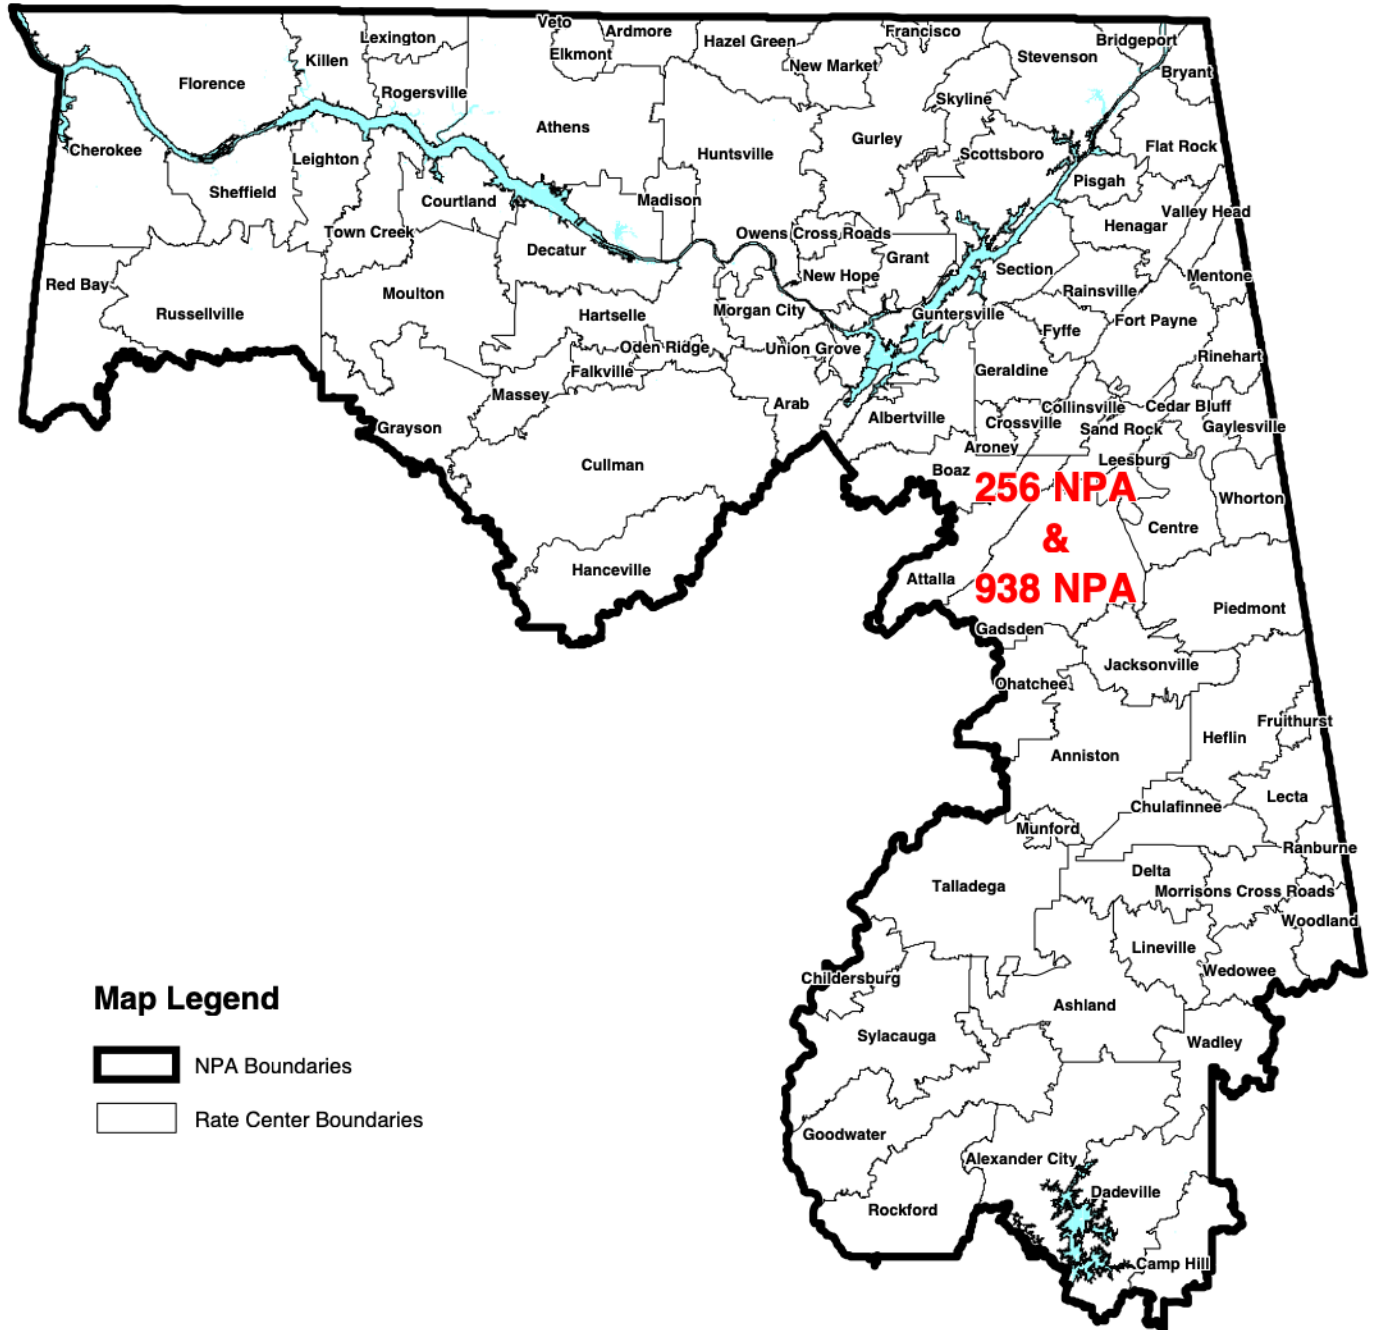 Veto
Ardmore
Francisco
Lexington
Hazel Green
Bridgeport
Elkmont
Stevenson
Killen
New Market
Bryant
Florence
Rogersville
Skyline
Athens
Gurley
Cherokee
Huntsville
Scottsboro
Flat Rock
Leighton
Pisgah
Sheffield
Courtland
Madison
Valley Head
Henagar
Town Creek
Owens Cross Roads
Decatur
Grant
Section
New Hope
Mentone
Red Bay
Moulton
Rainsville
Russellville
Hartselle
Morgan City
Guntersville
Fort Payne
Fyffe
Oden Ridge
Union Grove
Rinehart
Falkville
Geraldine
Massey
Arab
Collinsville
Cedar Bluff
Albertville
Crossville
Grayson
Sand Rock
Gaylesville
Aroney
Cullman
Leesburg
Boaz
256 NPA
&
938 NPA
Whorton
Centre
Hanceville
Attalla
Piedmont
Gadsden
Jacksonville
Ohatchee
Fruithurst
Heflin
Anniston
Lecta
Chulafinnee
Munford
Ranburne
Delta
Talladega
Morrisons Cross Roads
Woodland
Lineville
Wedowee
Childersburg
Ashland
Sylacauga
Wadley
Goodwater
Alexander City
Dadeville
Rockford
Camp Hill
Map Legend
NPA Boundaries
Rate Center Boundaries